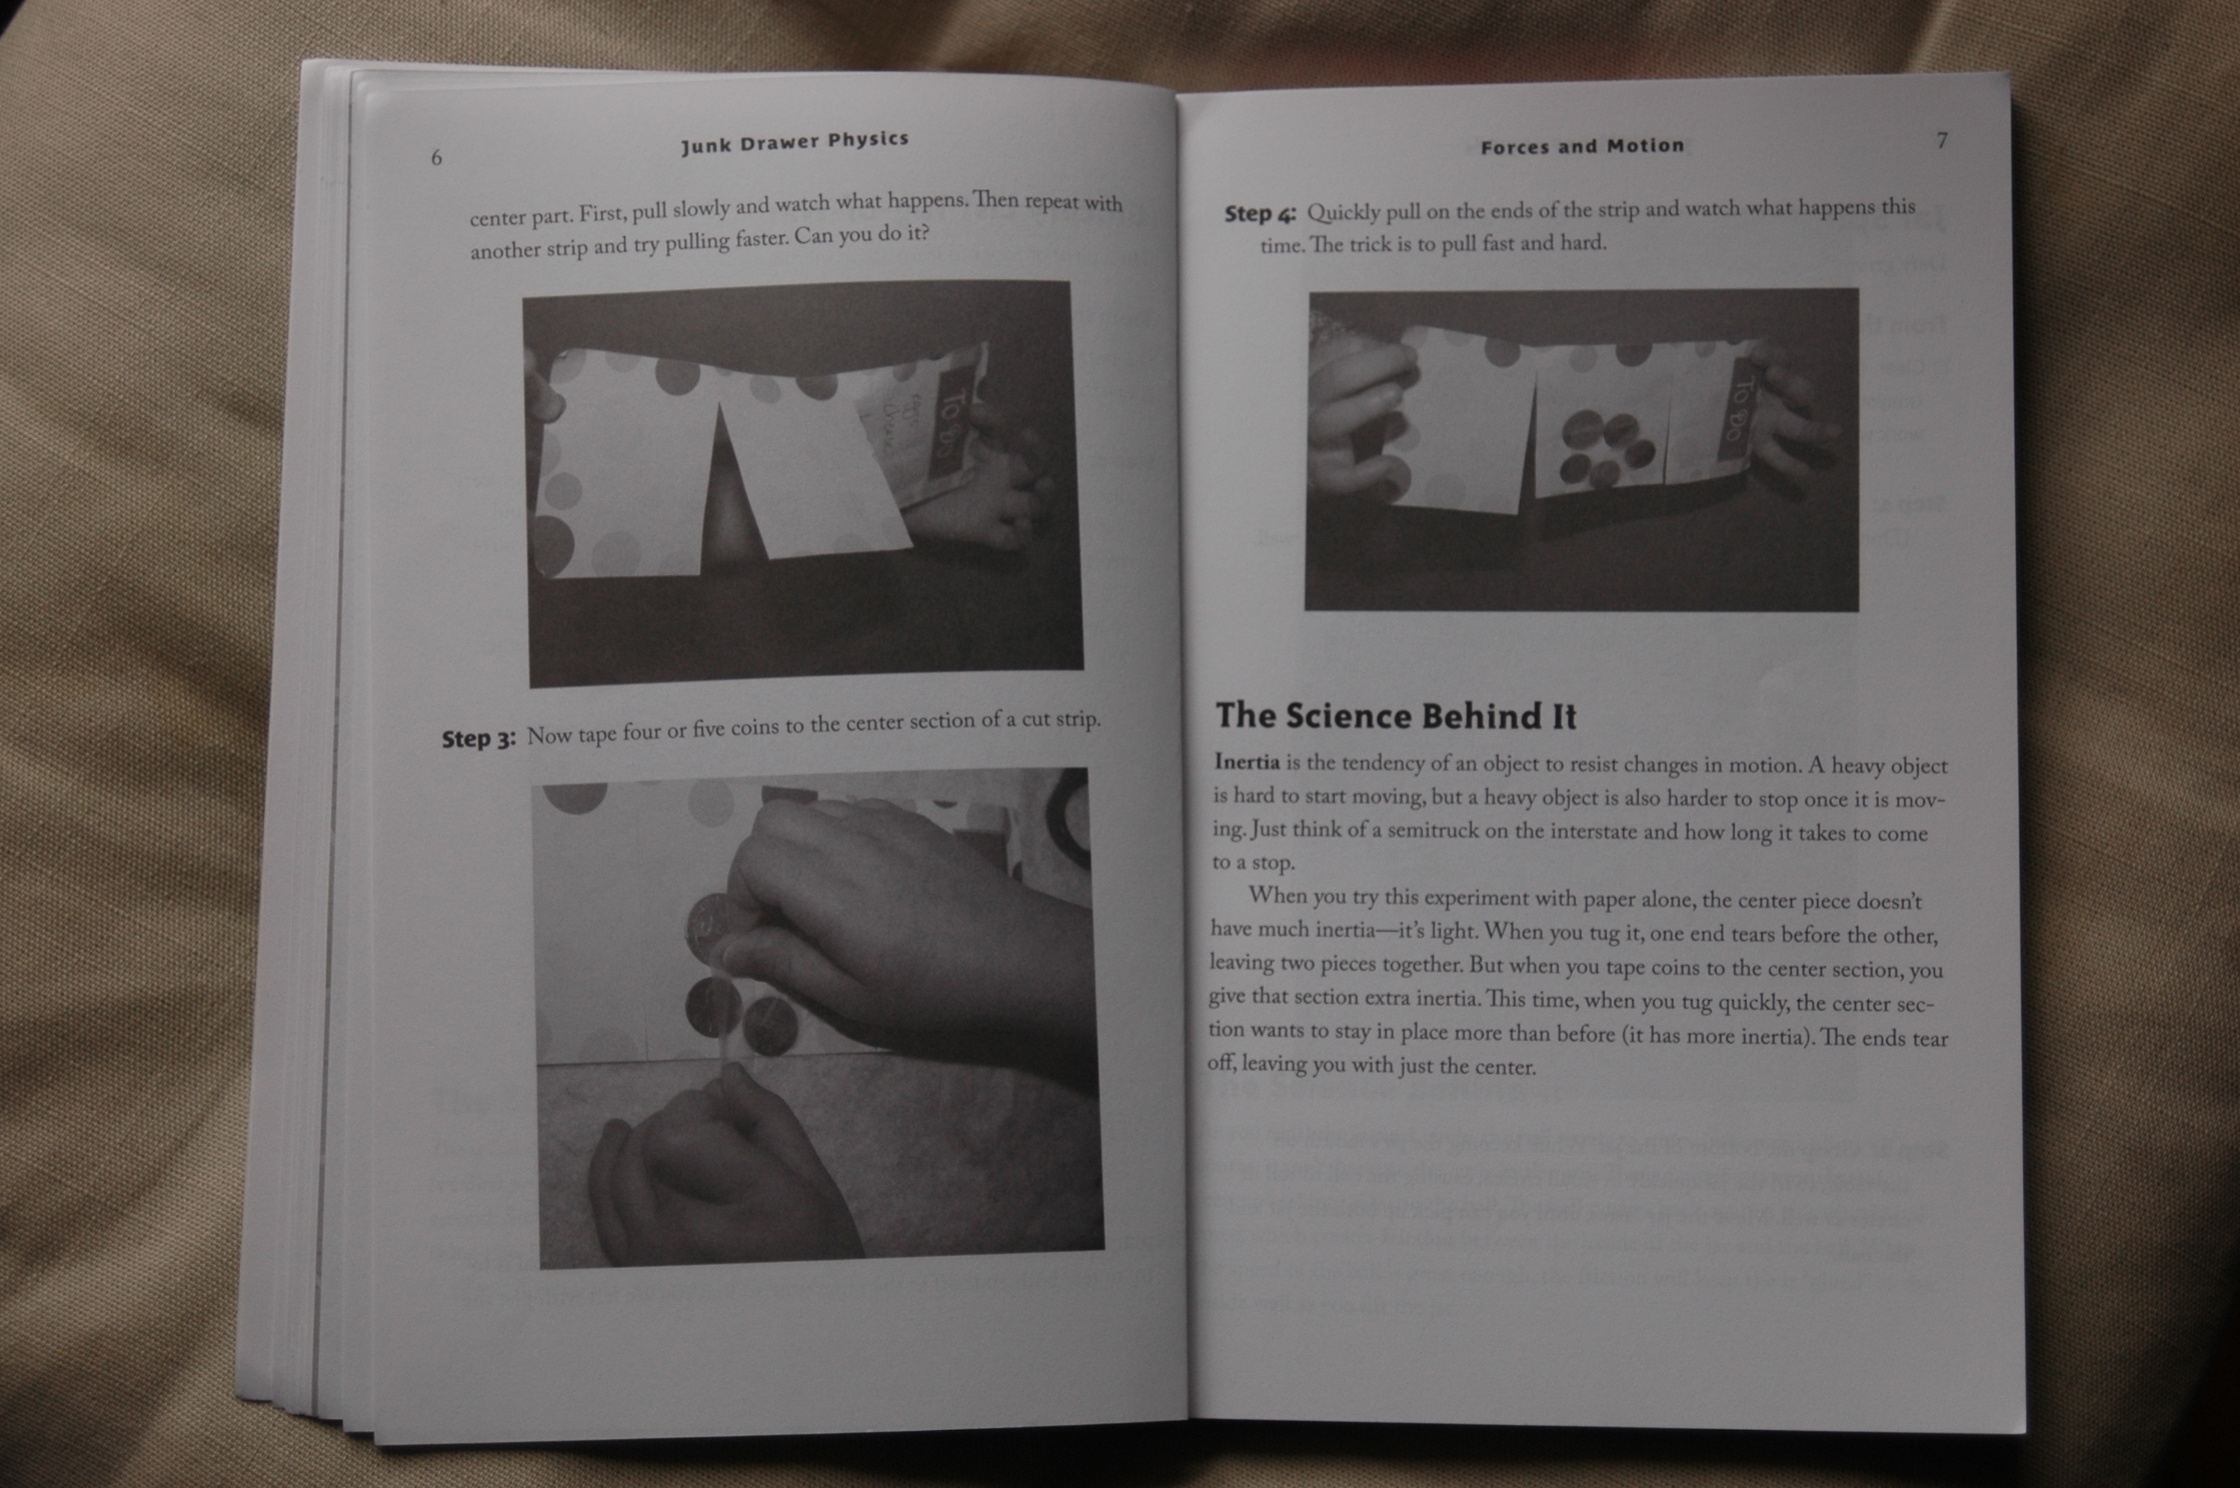 6
Junk Drawer Physics
center part. First, pull slowly and watch what happens. Then repeat with
another strip and try pulling faster. Can you do it?
TO DO
eggs
Cheese
Step 3: Now tape four or five coins to the center section of a cut strip.
Forces and Motion
7
Step 4: Quickly pull on the ends of the strip and watch what happens this
time. The trick is to pull fast and hard.
TO DO
The Science Behind It
Inertia is the tendency of an object to resist changes in motion. A heavy object
is hard to start moving, but a heavy object is also harder to stop once it is mov-
ing. Just think of a semitruck on the interstate and how long it takes to come
to a stop.
When you try this experiment with paper alone, the center piece doesn't
have much inertia—it's light. When you tug it, one end tears before the other,
leaving two pieces together. But when you tape coins to the center section, you
give that section extra inertia. This time, when you tug quickly, the center sec-
tion wants to stay in place more than before (it has more inertia). The ends tear
off, leaving you with just the center.